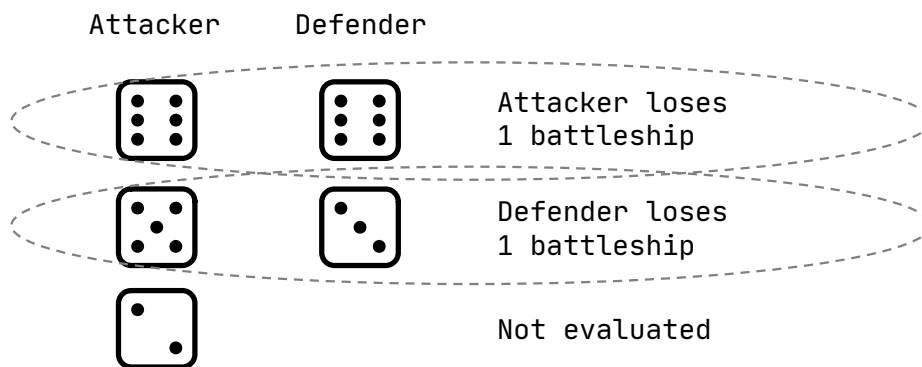 Attacker Defender
Attacker loses
1 battleship
Defender loses
1 battleship
Not evaluated